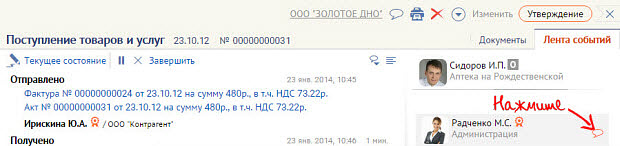 ООО "ЗОЛОТОЕ ДНО" Изменить Утверждение
Поступление товаров и услуг 23.10.12 № 00000000031 Документы Лента событий
Текущее состояние Завершить
Сидоров И.П. 0
Аптека на Рождественской
Отправлено 23 янв. 2014, 10:45
Фактура № 00000000024 от 23.10.12 на сумму 480р., в т.ч. НДС 73.22р.
Акт № 00000000031 от 23.10.12 на сумму 480р., в т.ч. НДС 73.22р.
Нажмите
Ирискина Ю.А. / ООО "Контрагент"
Радченко М.С.
Администрация
Получено 23 янв. 2014, 10:46 1 мин.